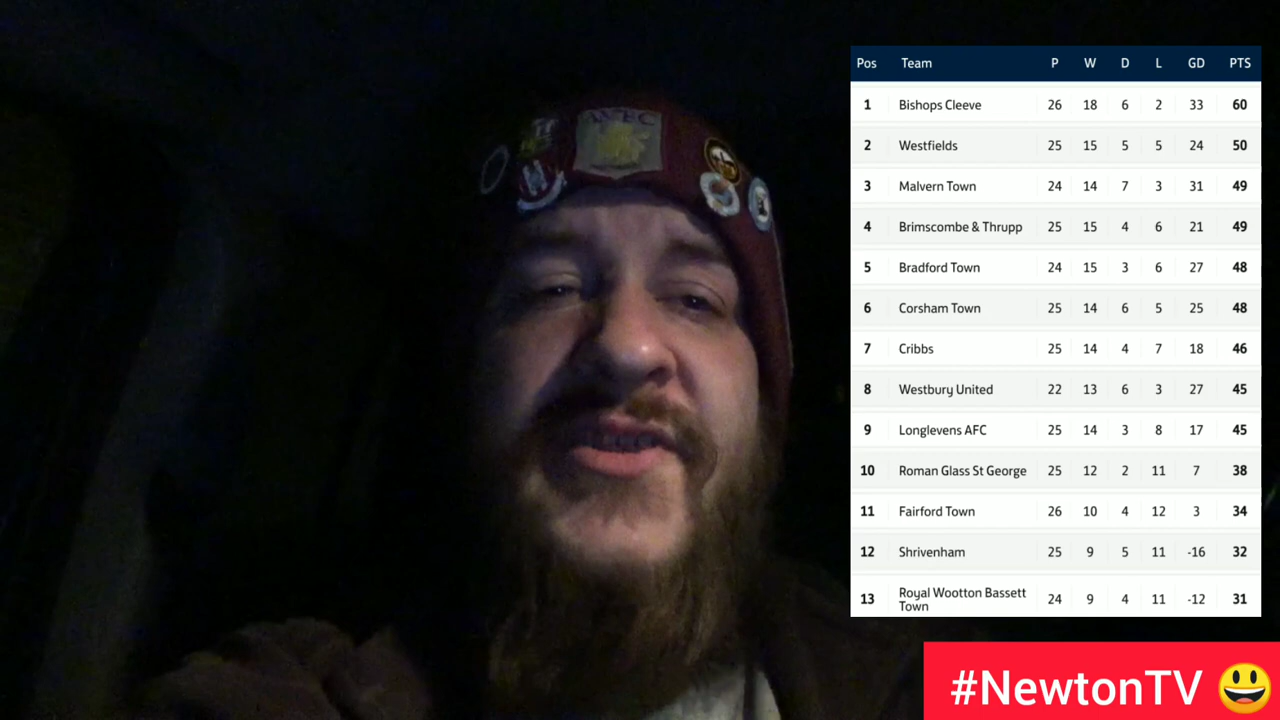 AVFC
Pos Team P W D L GD PTS
1 Bishops Cleeve 26 18 6 2 33 60
2 Westfields 25 15 5 5 24 50
3 Malvern Town 24 14 7 3 31 49
4 Brimscombe & Thrupp 25 15 4 6 21 49
5 Bradford Town 24 15 3 6 27 48
6 Corsham Town 25 14 6 5 25 48
7 Cribbs 25 14 4 7 18 46
8 Westbury United 22 13 6 3 27 45
9 Longlevens AFC 25 14 3 8 17 45
10 Roman Glass St George 25 12 2 11 7 38
11 Fairford Town 26 10 4 12 3 34
12 Shrivenham 25 9 5 11 -16 32
13 Royal Wootton Bassett Town 24 9 4 11 -12 31
#NewtonTV 😃